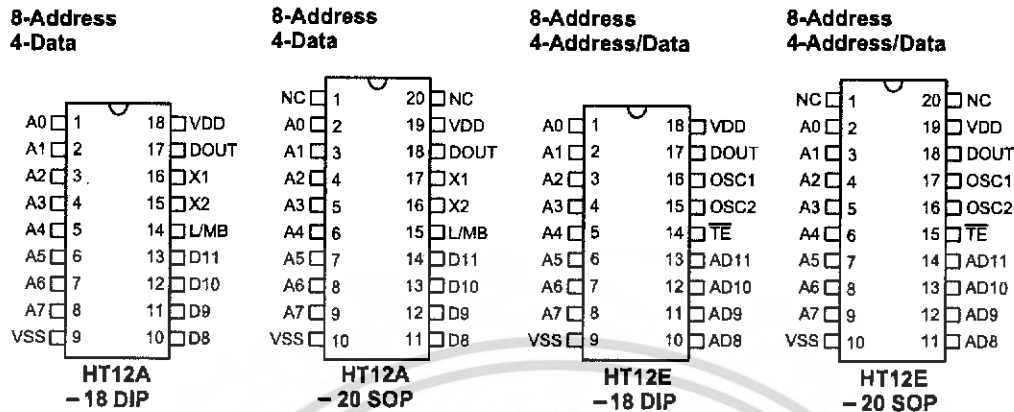 8-Address
4-Data
A0 1 18 VDD
A1 2 17 DOUT
A2 3 16 X1
A3 4 15 X2
A4 5 14 L/MB
A5 6 13 D11
A6 7 12 D10
A7 8 11 D9
VSS 9 10 D8
HT12A
– 18 DIP
8-Address
4-Data
NC 1 20 NC
A0 2 19 VDD
A1 3 18 DOUT
A2 4 17 X1
A3 5 16 X2
A4 6 15 L/MB
A5 7 14 D11
A6 8 13 D10
A7 9 12 D9
VSS 10 11 D8
HT12A
– 20 SOP
8-Address
4-Address/Data
A0 1 18 VDD
A1 2 17 DOUT
A2 3 16 OSC1
A3 4 15 OSC2
A4 5 14 T̅E̅
A5 6 13 AD11
A6 7 12 AD10
A7 8 11 AD9
VSS 9 10 AD8
HT12E
– 18 DIP
8-Address
4-Address/Data
NC 1 20 NC
A0 2 19 VDD
A1 3 18 DOUT
A2 4 17 OSC1
A3 5 16 OSC2
A4 6 15 T̅E̅
A5 7 14 AD11
A6 8 13 AD10
A7 9 12 AD9
VSS 10 11 AD8
HT12E
– 20 SOP